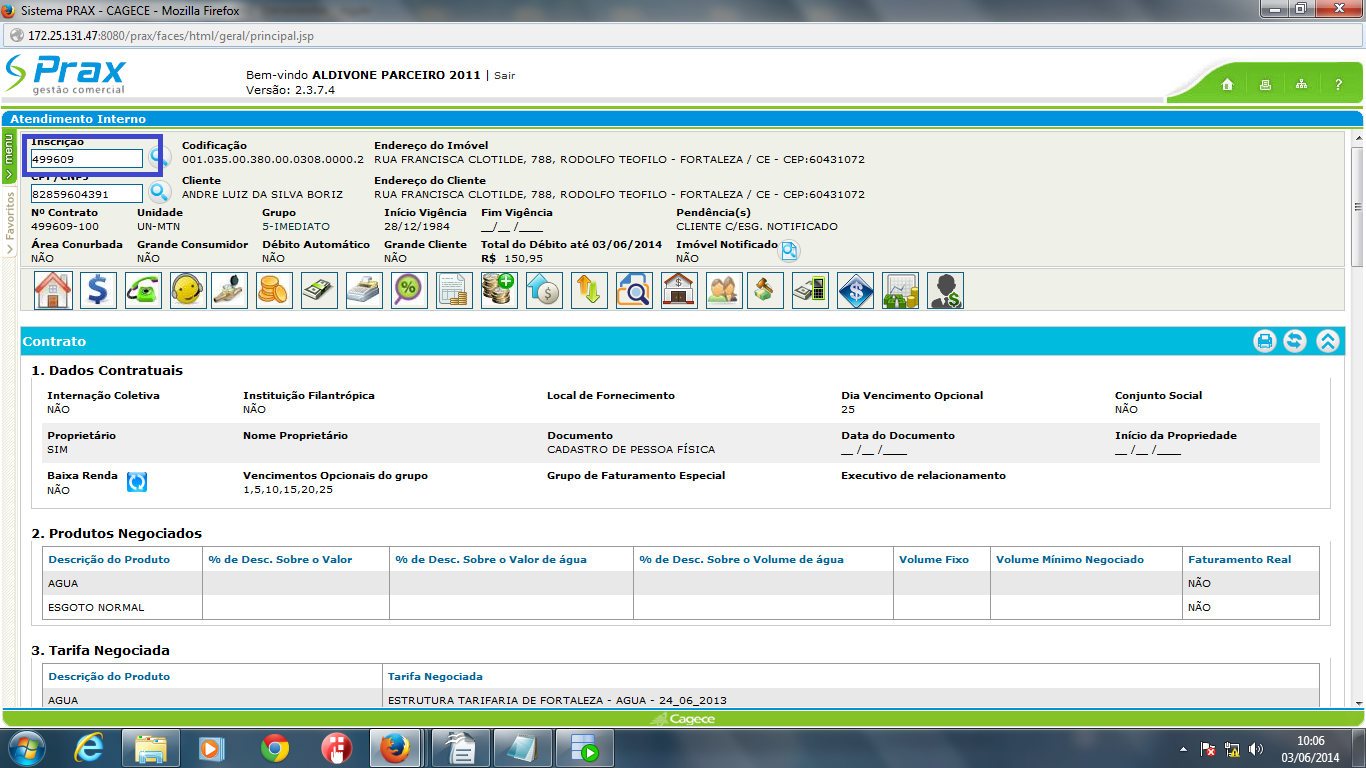 Sistema PRAX - CAGECE - Mozilla Firefox
172.25.131.47:8080/prax/faces/html/geral/principal.jsp
Prax
gestão comercial
Bem-vindo ALDIVONE PARCEIRO 2011 | Sair
Versão: 2.3.7.4
?
Atendimento Interno
menu
Favoritos
Inscrição Codificação Endereço do Imóvel
499609 001.035.00.380.00.0308.0000.2 RUA FRANCISCA CLOTILDE, 788, RODOLFO TEOFILO - FORTALEZA / CE - CEP:60431072
CPF/CNPJ Cliente Endereço do Cliente
82859604391 ANDRE LUIZ DA SILVA BORIZ RUA FRANCISCA CLOTILDE, 788, RODOLFO TEOFILO - FORTALEZA / CE - CEP:60431072
Nº Contrato Unidade Grupo Início Vigência Fim Vigência Pendência(s)
499609-100 UN-MTN 5-IMEDIATO 28/12/1984 __/__ /____ CLIENTE C/ESG. NOTIFICADO
Área Conurbada Grande Consumidor Débito Automático Grande Cliente Total do Débito até 03/06/2014 Imóvel Notificado
NÃO NÃO NÃO NÃO R$ 150,95 NÃO
Contrato
1. Dados Contratuais
Internação Coletiva Instituição Filantrópica Local de Fornecimento Dia Vencimento Opcional Conjunto Social
NÃO NÃO 25 NÃO
Proprietário Nome Proprietário Documento Data do Documento Início da Propriedade
SIM CADASTRO DE PESSOA FÍSICA __ /__ /____ __ /__ /____
Baixa Renda Vencimentos Opcionais do grupo Grupo de Faturamento Especial Executivo de relacionamento
NÃO 1,5,10,15,20,25
2. Produtos Negociados
Descrição do Produto % de Desc. Sobre o Valor % de Desc. Sobre o Valor de água % de Desc. Sobre o Volume de água Volume Fixo Volume Mínimo Negociado Faturamento Real
AGUA NÃO
ESGOTO NORMAL NÃO
3. Tarifa Negociada
Descrição do Produto Tarifa Negociada
AGUA ESTRUTURA TARIFARIA DE FORTALEZA - AGUA - 24_06_2013
Cagece
10:06
03/06/2014